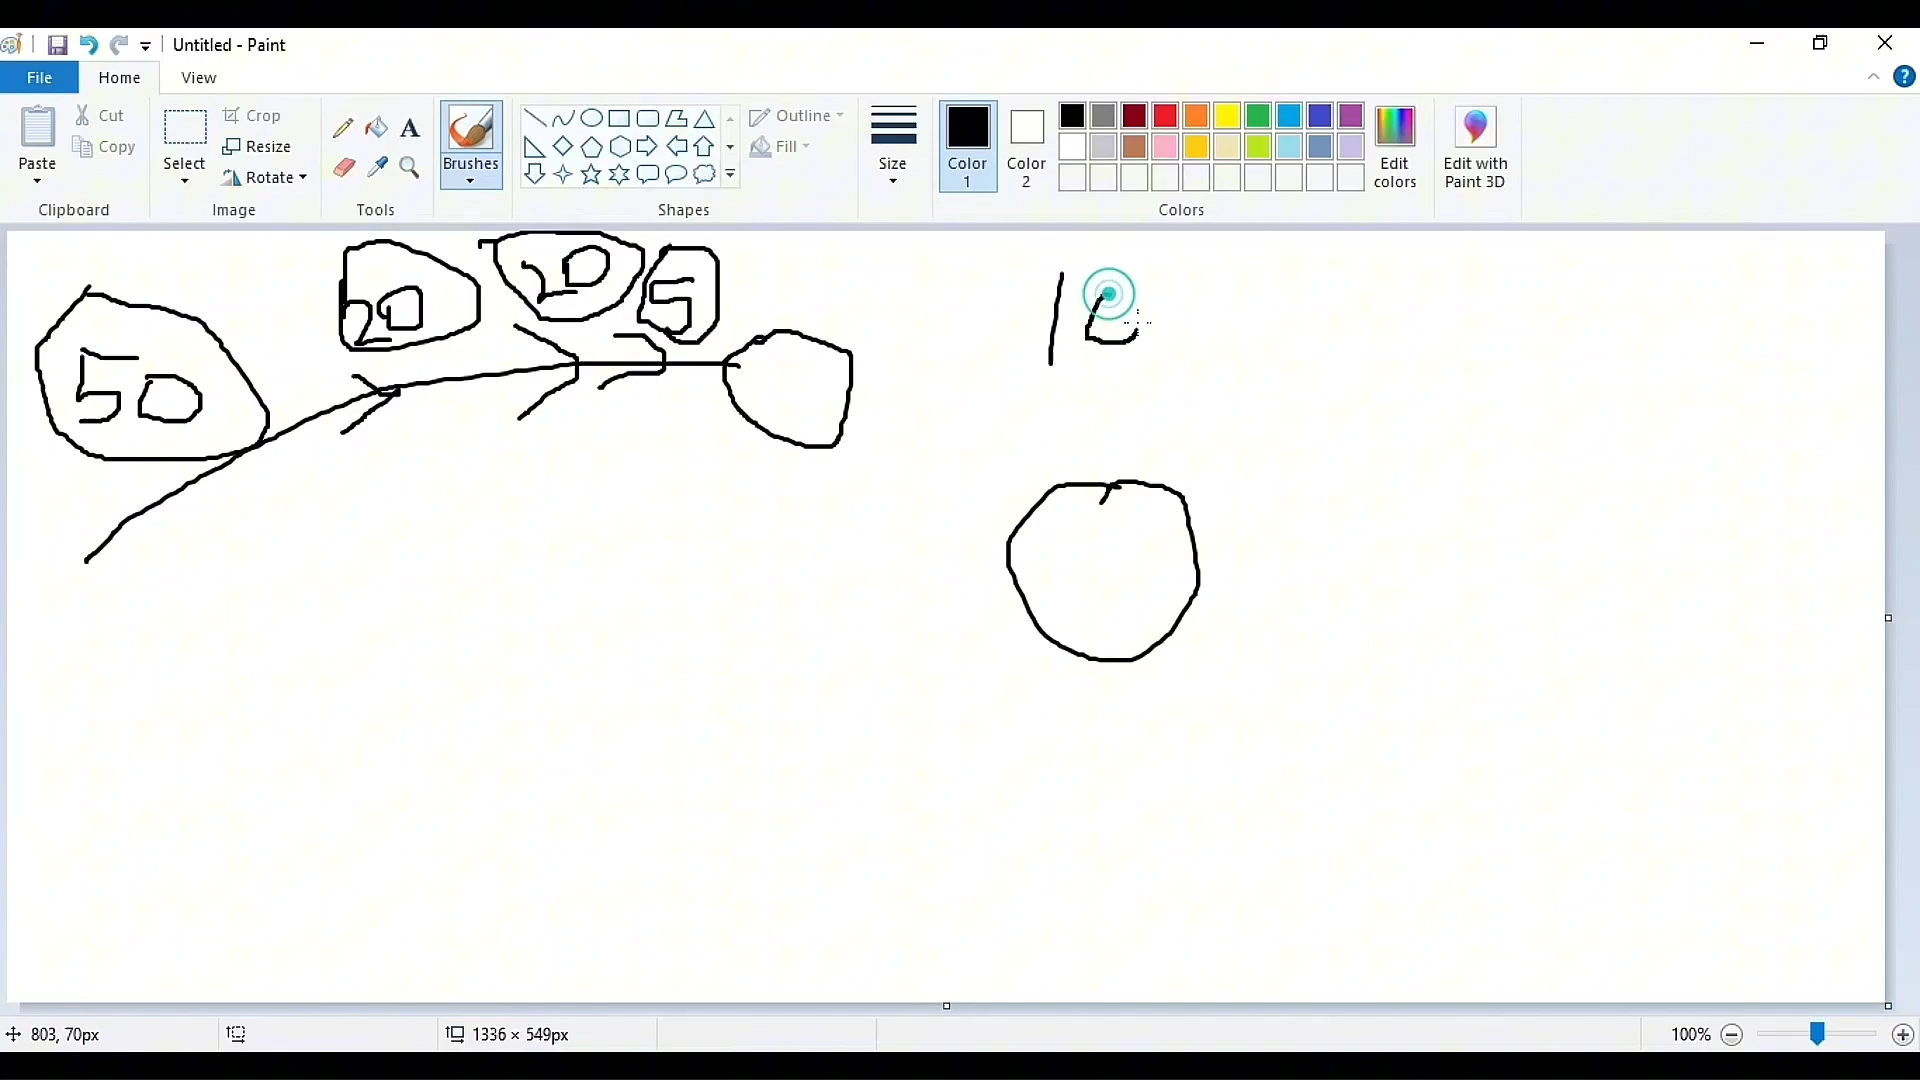 Untitled - Paint
File Home View
Paste Cut Copy Select Crop Resize Rotate Brushes Outline Fill Size Color 1 Color 2 Edit colors Edit with Paint 3D
Clipboard Image Tools Shapes Colors
50 20 20 5
803, 70px 1336 × 549px 100%